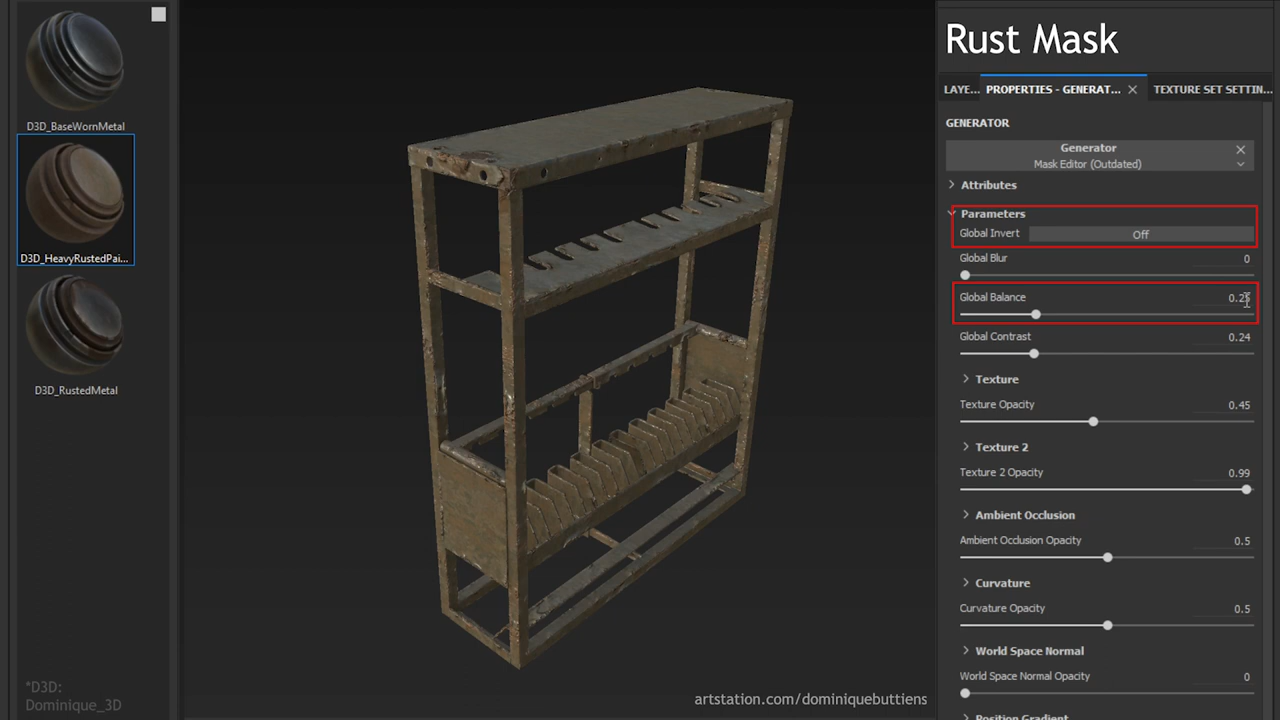 D3D_BaseWornMetal
D3D_HeavyRustedPai...
D3D_RustedMetal
*D3D:
Dominique_3D
artstation.com/dominiquebuttiens
Rust Mask
LAYE...
PROPERTIES - GENERAT...
TEXTURE SET SETTIN...
GENERATOR
Generator
Mask Editor (Outdated)
Attributes
Parameters
Global Invert Off
Global Blur 0
Global Balance
Global Contrast 0.24
Texture
Texture Opacity 0.45
Texture 2
Texture 2 Opacity 0.99
Ambient Occlusion
Ambient Occlusion Opacity 0.5
Curvature
Curvature Opacity 0.5
World Space Normal
World Space Normal Opacity 0
Position Gradient